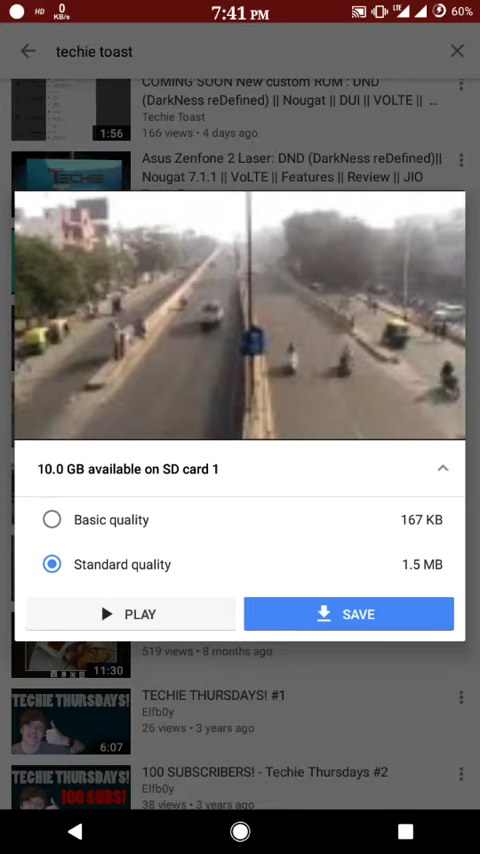 HD 0 KB/s 7:41 PM LTE 60%
techie toast
COMING SOON New custom ROM : DND
(DarkNess reDefined) || Nougat || DUI || VOLTE || ...
Techie Toast
166 views • 4 days ago
1:56
Asus Zenfone 2 Laser: DND (DarkNess reDefined)||
Nougat 7.1.1 || VoLTE || Features || Review || JIO
10.0 GB available on SD card 1
Basic quality 167 KB
Standard quality 1.5 MB
PLAY SAVE
519 views • 8 months ago
11:30
TECHIE THURSDAYS!
6:07
TECHIE THURSDAYS! #1
Elfb0y
26 views • 3 years ago
TECHIE THURSDAYS!
100 SUBS!
100 SUBSCRIBERS! - Techie Thursdays #2
Elfb0y
38 views • 3 years ago